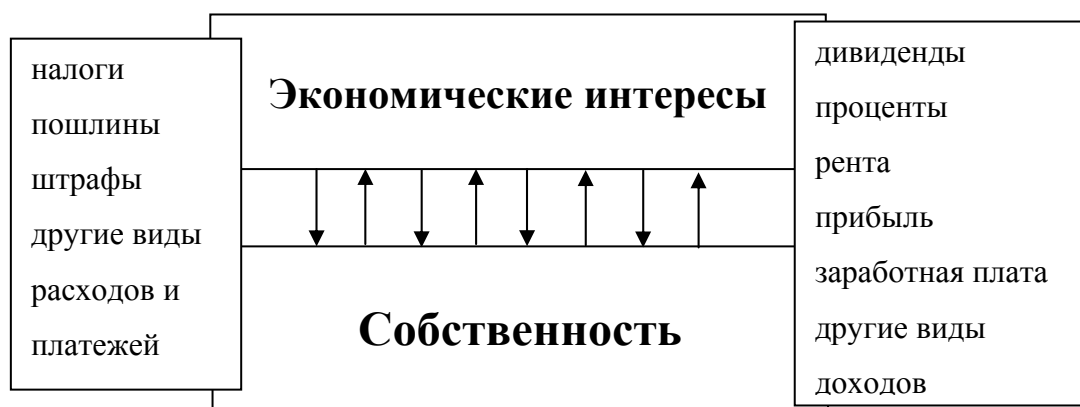 налоги
пошлины
штрафы
другие виды
расходов и
платежей
Экономические интересы
Собственность
дивиденды
проценты
рента
прибыль
заработная плата
другие виды
доходов